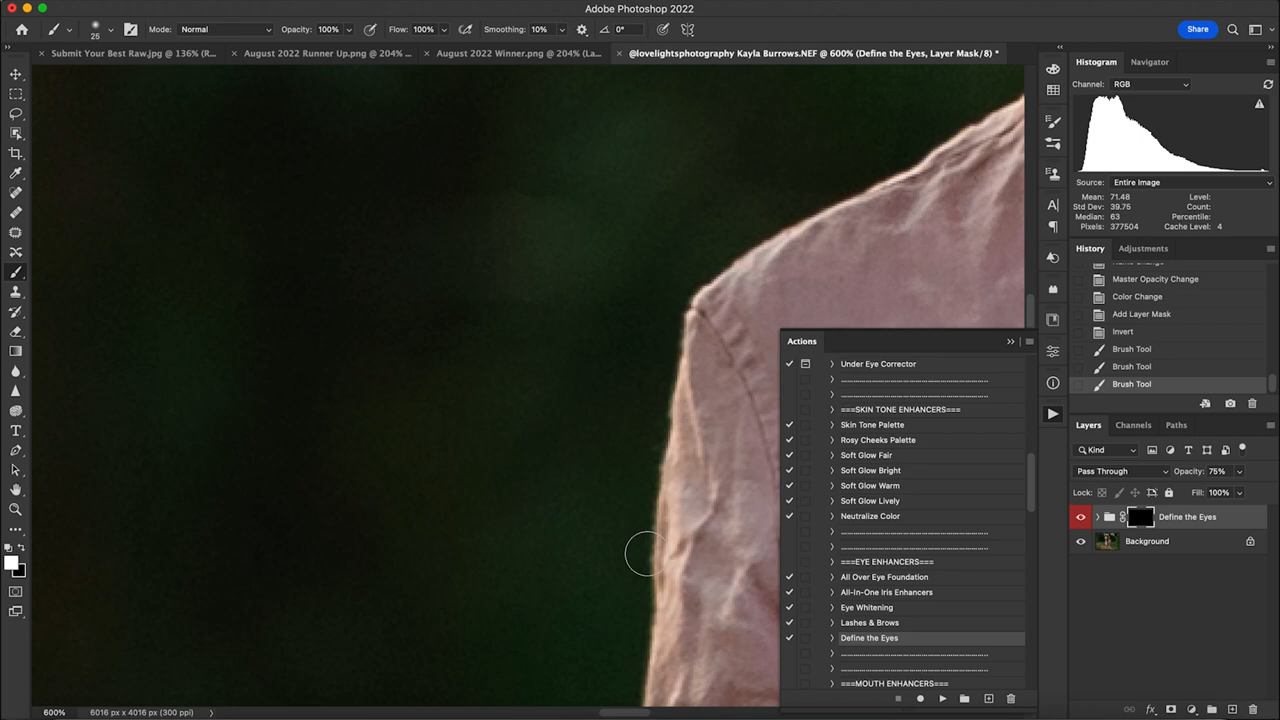 Adobe Photoshop 2022
Mode: Normal Opacity: 100% Flow: 100% Smoothing: 10% 0° Share
25
Submit Your Best Raw.jpg @ 136% (R... August 2022 Runner Up.png @ 204% ... August 2022 Winner.png @ 204% (La... @lovelightsphotography Kayla Burrows.NEF @ 600% (Define the Eyes, Layer Mask/8) *
Histogram Navigator
Channel: RGB
Source: Entire Image
Mean: 71.48 Level:
Std Dev: 39.75 Count:
Median: 63 Percentile:
Pixels: 377504 Cache Level: 4
History Adjustments
Master Opacity Change
Color Change
Add Layer Mask
Invert
Brush Tool
Brush Tool
Brush Tool
Layers Channels Paths
Kind
Pass Through Opacity: 75%
Lock: Fill: 100%
Define the Eyes
Background
Actions
Under Eye Corrector
===SKIN TONE ENHANCERS===
Skin Tone Palette
Rosy Cheeks Palette
Soft Glow Fair
Soft Glow Bright
Soft Glow Warm
Soft Glow Lively
Neutralize Color
===EYE ENHANCERS===
All Over Eye Foundation
All-In-One Iris Enhancers
Eye Whitening
Lashes & Brows
Define the Eyes
===MOUTH ENHANCERS===
600% 6016 px x 4016 px (300 ppi)